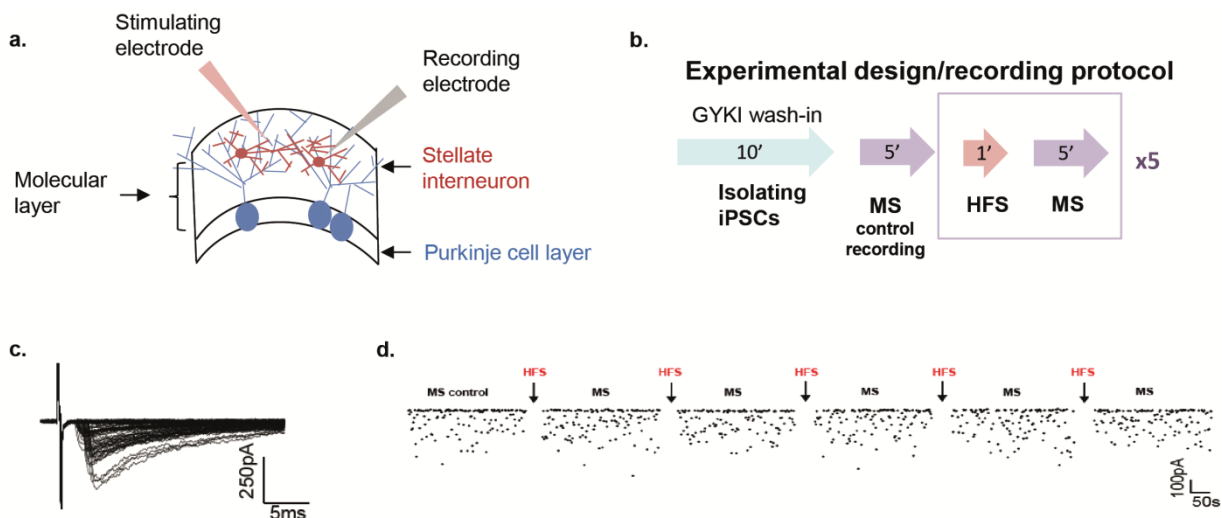 a.
Stimulating
electrode
Recording
electrode
Stellate
interneuron
Molecular
layer
Purkinje cell layer
b.
Experimental design/recording protocol
GYKI wash-in
10’
5’
1’
5’
x5
Isolating
iPSCs
MS
control
recording
HFS
MS
c.
250pA
5ms
d.
HFS
HFS
HFS
HFS
HFS
MS control
MS
MS
MS
MS
MS
100pA
50s